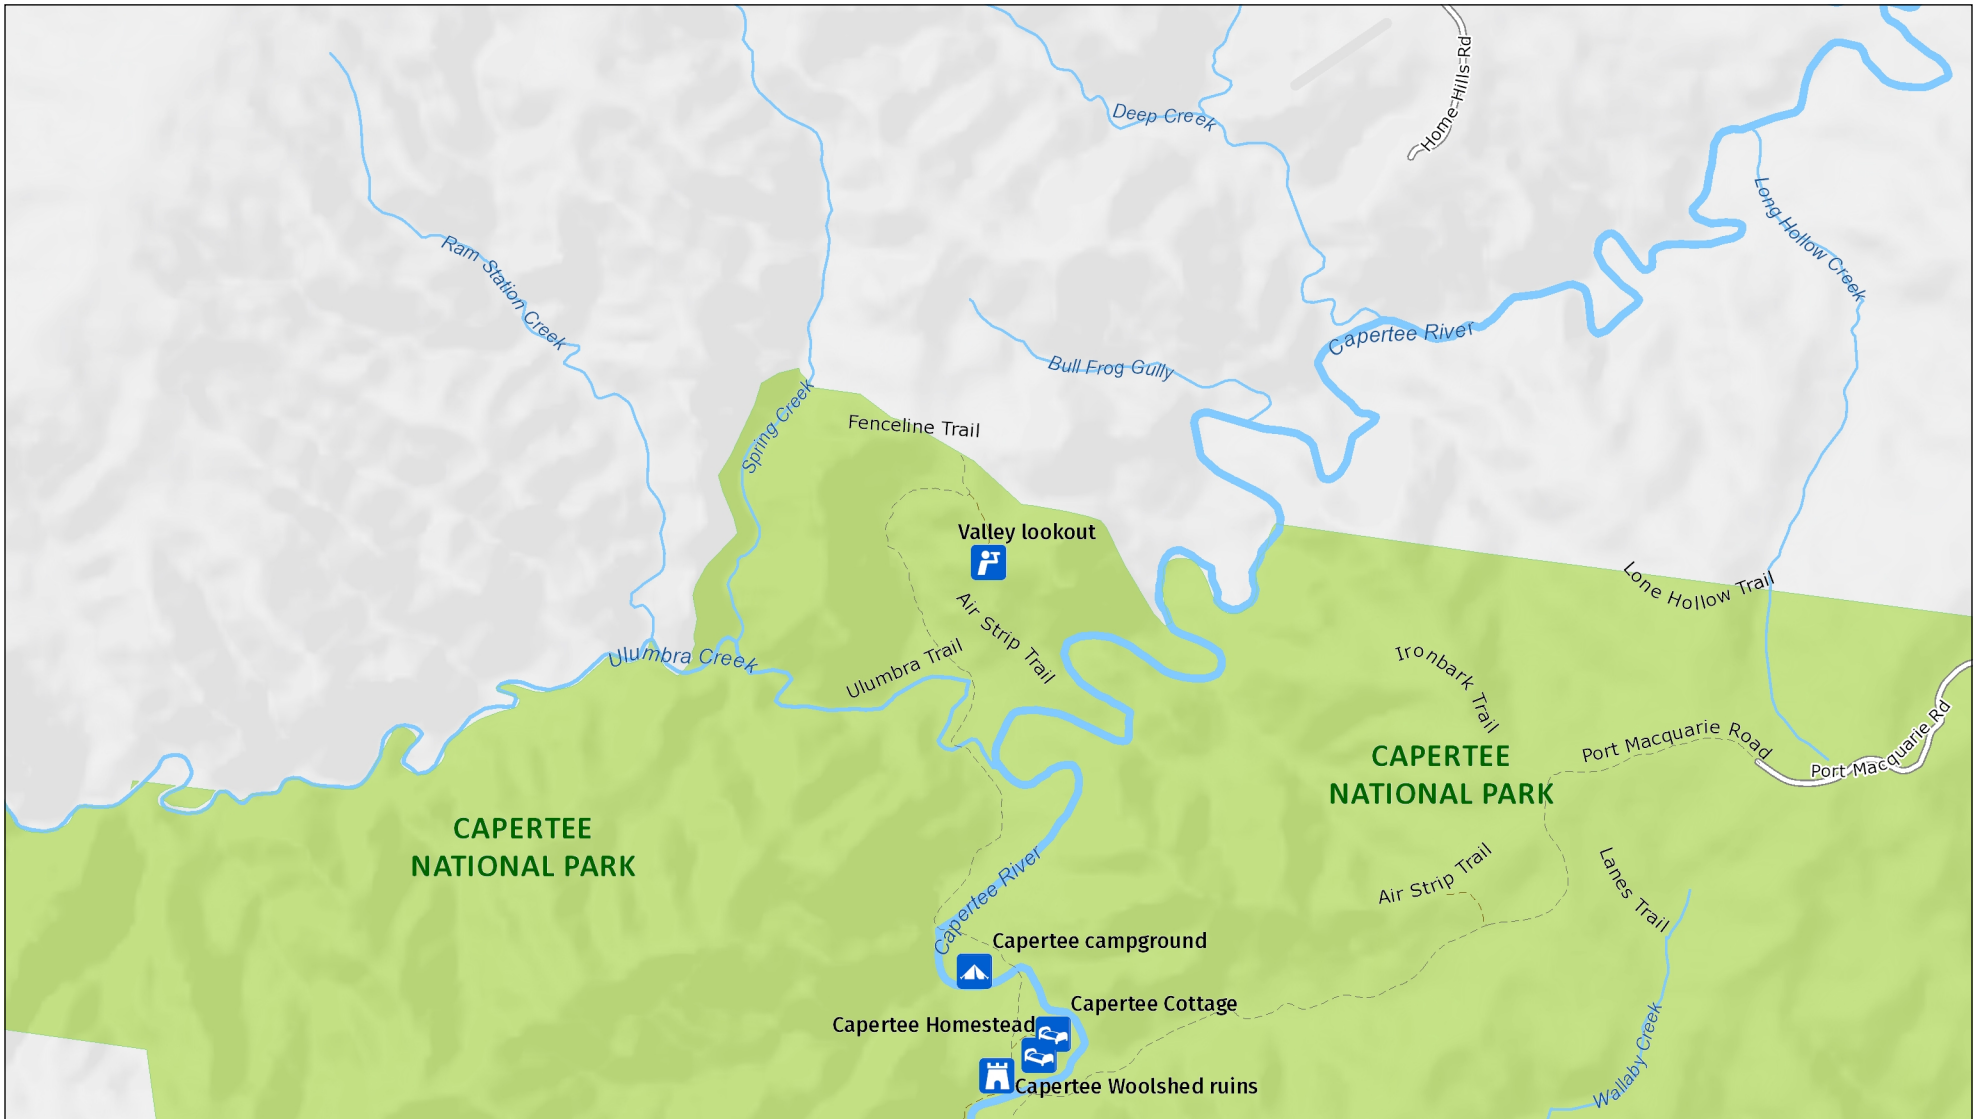 Home-Hills-Rd
Deep Creek
Long Hollow Creek
Ram Station Creek
Capertee River
Bull Frog Gully
Spring Creek
Fenceline Trail
Valley lookout
Lone Hollow Trail
Air Strip Trail
Ulumbra Creek
Ulumbra Trail
Ironbark Trail
Port Macquarie Road
Port Macquarie Rd
CAPERTEE
NATIONAL PARK
CAPERTEE
NATIONAL PARK
Air Strip Trail
Lanes Trail
Capertee River
Capertee campground
Capertee Cottage
Capertee Homestead
Wallaby Creek
Capertee Woolshed ruins